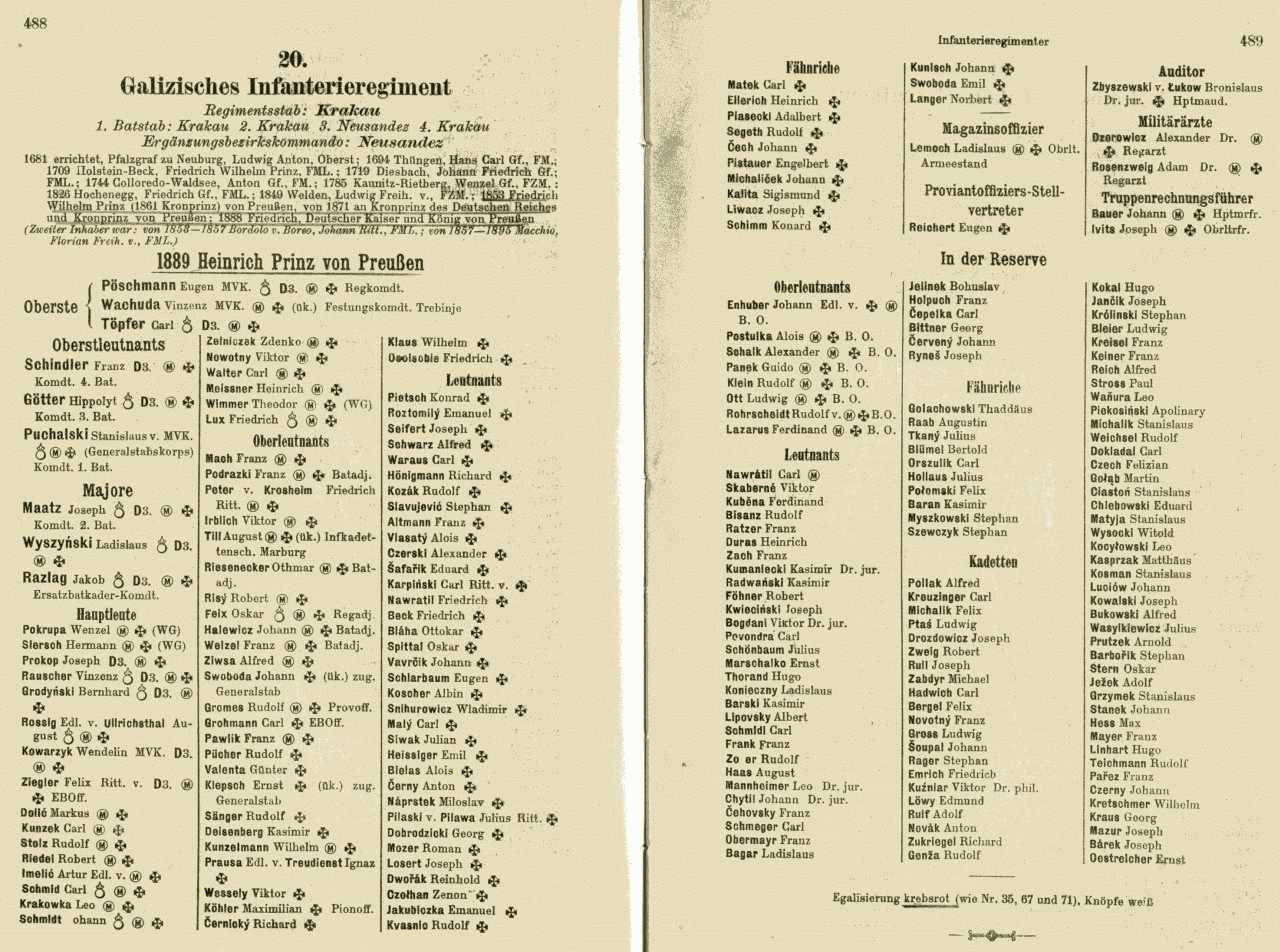 488
20.
Galizisches Infanterieregiment
Regimentsstab: Krakau
1. Batstab: Krakau 2. Krakau 3. Neusandez 4. Krakau
Ergänzungsbezirkskommando: Neusandez
1681 errichtet, Pfalzgraf zu Neuburg, Ludwig Anton, Oberst; 1694 Thüngen, Hans Carl Gf., FM.;
1709 Holstein-Beck, Friedrich Wilhelm Prinz, FML.; 1719 Diesbach, Johann Friedrich Gf.;
FML.; 1744 Colloredo-Waldsee, Anton Gf., FM.; 1785 Kaunitz-Rietberg, Wenzel Gf., FZM.;
1826 Hochenegg, Friedrich Gf., FML.; 1849 Welden, Ludwig Freih. v., FZM.; 1853 Friedrich
Wilhelm Prinz (1861 Kronprinz) von Preußen, von 1871 an Kronprinz des Deutschen Reiches
und Kronprinz von Preußen; 1888 Friedrich, Deutscher Kaiser und König von Preußen
(Zweiter Inhaber war: von 1853—1857 Bordolo v. Boreo, Johann Ritt., FML.; von 1857—1895 Macchio,
Florian Freih. v., FML.)
1889 Heinrich Prinz von Preußen
Oberste
Pöschmann Eugen MVK. D3. Ⓜ ✠ Regkomdt.
Wachuda Vinzenz MVK. Ⓜ ✠ (ük.) Festungskomdt. Trebinje
Töpfer Carl D3. Ⓜ ✠
Oberstleutnants
Schindler Franz D3. Ⓜ ✠
Komdt. 4. Bat.
Götter Hippolyt D3. Ⓜ ✠
Komdt. 3. Bat.
Puchalski Stanislaus v. MVK.
Ⓜ ✠ (Generalstabskorps)
Komdt. 1. Bat.
Majore
Maatz Joseph D3. Ⓜ ✠
Komdt. 2. Bat.
Wyszyński Ladislaus D3.
Ⓜ ✠
Razlag Jakob D3. Ⓜ ✠
Ersatzbatkader-Komdt.
Hauptleute
Pokrupa Wenzel Ⓜ ✠ (WG)
Siersch Hermann Ⓜ ✠ (WG)
Prokop Joseph D3. Ⓜ ✠
Rauscher Vinzenz D3. Ⓜ ✠
Grodyński Bernhard D3. Ⓜ
✠
Rossig Edl. v. Ullrichsthal Au-
gust Ⓜ ✠
Kowarzyk Wendelin MVK. D3.
Ⓜ ✠
Ziegler Felix Ritt. v. D3. Ⓜ
✠ EBOff.
Dolić Markus Ⓜ ✠
Kunzek Carl Ⓜ ✠
Stolz Rudolf Ⓜ ✠
Riedel Robert Ⓜ ✠
Imelić Artur Edl. v. Ⓜ ✠
Schmid Carl Ⓜ ✠
Krakowka Leo Ⓜ ✠
Schmidt ohann Ⓜ ✠
Zelniczek Zdenko Ⓜ ✠
Nowotny Viktor Ⓜ ✠
Walter Carl Ⓜ ✠
Meissner Heinrich Ⓜ ✠
Wimmer Theodor Ⓜ ✠ (WG)
Lux Friedrich Ⓜ ✠
Oberleutnants
Mach Franz Ⓜ ✠
Podrazki Franz Ⓜ ✠ Batadj.
Peter v. Krosheim Friedrich
Ritt. Ⓜ ✠
Irblich Viktor Ⓜ ✠
Till August Ⓜ ✠ (ük.) Infkadet-
tensch. Marburg
Riesenecker Othmar Ⓜ ✠ Bat-
adj.
Risý Robert Ⓜ ✠
Feix Oskar Ⓜ ✠ Regadj.
Halewicz Johann Ⓜ ✠ Batadj.
Weizel Franz Ⓜ ✠ Batadj.
Ziwsa Alfred Ⓜ ✠
Swoboda Johann ✠ (ük.) zug.
Generalstab
Gromes Rudolf Ⓜ ✠ Provoff.
Grohmann Carl ✠ EBOff.
Pawlik Franz Ⓜ ✠
Pücher Rudolf ✠
Valenta Günter ✠
Klepsch Ernst ✠ (ük.) zug.
Generalstab
Sänger Rudolf ✠
Deisenberg Kasimir ✠
Kunzelmann Wilhelm Ⓜ ✠
Prausa Edl. v. Treudienst Ignaz
✠
Wessely Viktor ✠
Köhler Maximilian ✠ Pionoff.
Černický Richard ✠
Klaus Wilhelm ✠
Osolsobie Friedrich ✠
Leutnants
Pietsch Konrad ✠
Roztomilý Emanuel ✠
Seifert Joseph ✠
Schwarz Alfred ✠
Waraus Carl ✠
Hönigmann Richard ✠
Kozák Rudolf ✠
Slavujević Stephan ✠
Altmann Franz ✠
Vlasatý Alois ✠
Czerski Alexander ✠
Šafařik Eduard ✠
Karpiński Carl Ritt. v. ✠
Nawratil Friedrich ✠
Beck Friedrich ✠
Bláha Ottokar ✠
Spittal Oskar ✠
Vavrčik Johann ✠
Schlarbaum Eugen ✠
Koscher Albin ✠
Snihurowicz Wladimir ✠
Malý Carl ✠
Siwak Julian ✠
Heissiger Emil ✠
Bielas Alois ✠
Černy Anton ✠
Náprstek Miloslav ✠
Pilaski v. Pilawa Julius Ritt. ✠
Dobrodzicki Georg ✠
Mozer Roman ✠
Losert Joseph ✠
Dwořák Reinhold ✠
Czołhan Zenon ✠
Jakubiczka Emanuel ✠
Kvasnio Rudolf ✠
Infanterieregimenter
489
Fähnriche
Matek Carl ✠
Ellerich Heinrich ✠
Piasecki Adalbert ✠
Segeth Rudolf ✠
Čech Johann ✠
Pistauer Engelbert ✠
Michaliček Johann ✠
Kalita Sigismund ✠
Liwacz Joseph ✠
Schimm Konard ✠
Kunisch Johann ✠
Swoboda Emil ✠
Langer Norbert ✠
Magazinsoffizier
Lemoch Ladislaus Ⓜ ✠ Obrlt.
Armeestand
Proviantoffiziers-Stell-
vertreter
Reichert Eugen ✠
Auditor
Zbyszewski v. Łukow Bronislaus
Dr. jur. ✠ Hptmaud.
Militärärzte
Dzerowicz Alexander Dr. Ⓜ
✠ Regarzt
Rosenzweig Adam Dr. Ⓜ ✠
Regarzt
Truppenrechnungsführer
Bauer Johann Ⓜ ✠ Hptmrfr.
Ivits Joseph Ⓜ ✠ Obrltrfr.
In der Reserve
Oberleutnants
Enhuber Johann Edl. v. ✠ Ⓜ
B. O.
Postulka Alois Ⓜ ✠ B. O.
Schalk Alexander Ⓜ ✠ B. O.
Panek Guido Ⓜ ✠ B. O.
Klein Rudolf Ⓜ ✠ B. O.
Ott Ludwig Ⓜ ✠ B. O.
Rohrscheidt Rudolf v. Ⓜ ✠ B. O.
Lazarus Ferdinand Ⓜ ✠ B. O.
Leutnants
Nawrátil Carl Ⓜ
Skaberné Viktor
Kuběna Ferdinand
Bisanz Rudolf
Ratzer Franz
Duras Heinrich
Zach Franz
Kumaniecki Kasimir Dr. jur.
Radwański Kasimir
Föhner Robert
Kwieciński Joseph
Bogdani Viktor Dr. jur.
Povondra Carl
Schönbaum Julius
Marschalko Ernst
Thorand Hugo
Konieczny Ladislaus
Barski Kasimir
Lipovsky Albert
Schmidl Carl
Frank Franz
Zo er Rudolf
Haas August
Mannheimer Leo Dr. jur.
Chytil Johann Dr. jur.
Čehovsky Franz
Schmeger Carl
Obermayr Franz
Bagar Ladislaus
Jelinek Bohuslav
Holpuch Franz
Čepelka Carl
Bittner Georg
Červený Johann
Ryneš Joseph
Fähnriche
Golachowski Thaddäus
Raab Augustin
Tkaný Julius
Blümel Bertold
Orszulik Carl
Hollaus Julius
Połomski Felix
Baran Kasimir
Myszkowski Stephan
Szewczyk Stephan
Kadetten
Pollak Alfred
Kreuzinger Carl
Michalik Felix
Ptaś Ludwig
Drozdowicz Joseph
Zweig Robert
Rull Joseph
Zabdyr Michael
Hadwich Carl
Bergel Felix
Novotný Franz
Gross Ludwig
Šoupal Johann
Rager Stephan
Emrich Friedrich
Kuźniar Viktor Dr. phil.
Löwy Edmund
Rulf Adolf
Novák Anton
Zukriegel Richard
Gonža Rudolf
Kokal Hugo
Jančik Joseph
Królinski Stephan
Bleier Ludwig
Kreisel Franz
Keiner Franz
Reich Alfred
Stross Paul
Waňura Leo
Piekosiński Apolinary
Michalik Stanislaus
Weichsel Rudolf
Dokladal Carl
Czech Felizian
Gołąb Martin
Ciastoń Stanislaus
Chlebowski Eduard
Matyja Stanislaus
Wysocki Witold
Kocyłowski Leo
Kasprzak Matthäus
Kosman Stanislaus
Luciów Johann
Kowalski Joseph
Bukowski Alfred
Wasylkiewicz Julius
Prutzek Arnold
Barbořik Stephan
Stern Oskar
Ježek Adolf
Grzymek Stanislaus
Stanek Johann
Hess Max
Mayer Franz
Linhart Hugo
Teichmann Rudolf
Pařez Franz
Czerny Johann
Kretschmer Wilhelm
Kraus Georg
Mazur Joseph
Bárek Joseph
Oestreicher Ernst
Egalisierung krebsrot (wie Nr. 35, 67 und 71), Knöpfe weiß